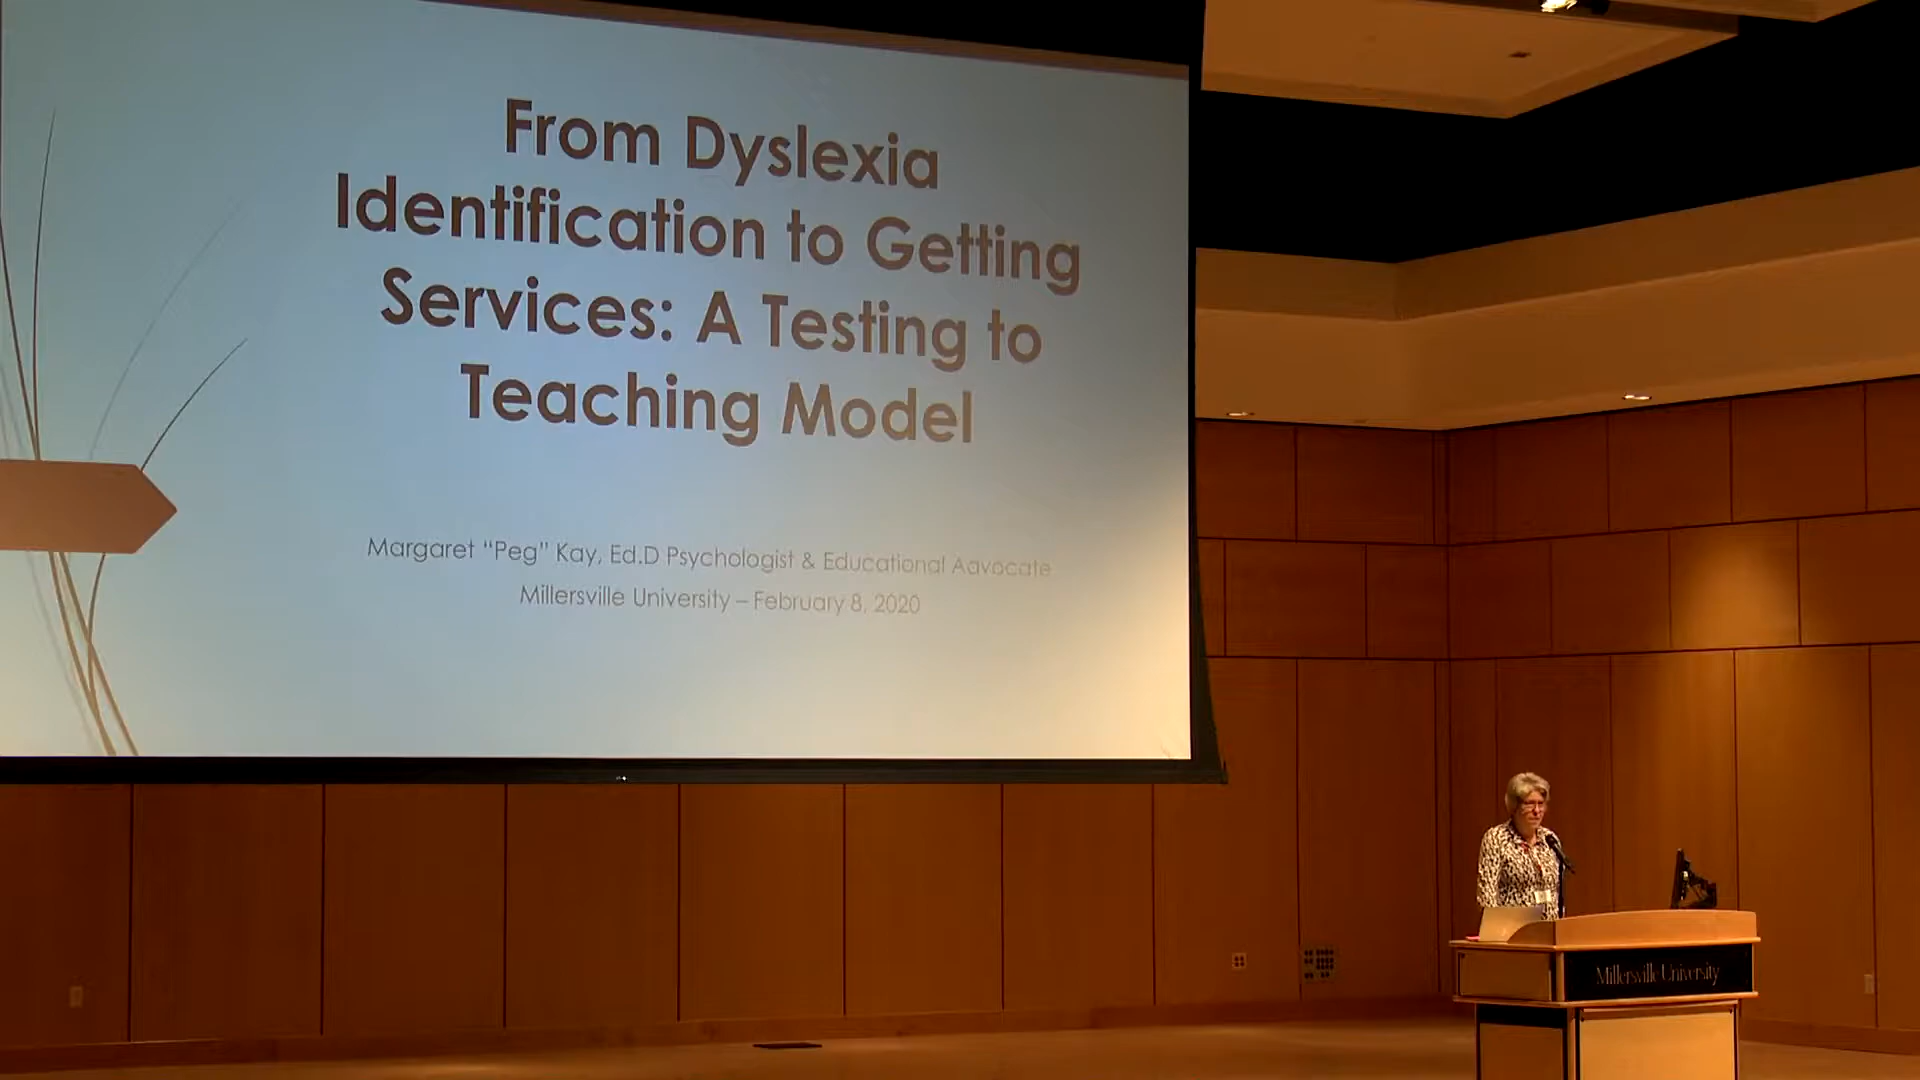 From Dyslexia
Identification to Getting
Services: A Testing to
Teaching Model
Margaret “Peg” Kay, Ed.D Psychologist & Educational Advocate
Millersville University – February 8, 2020
Millersville University